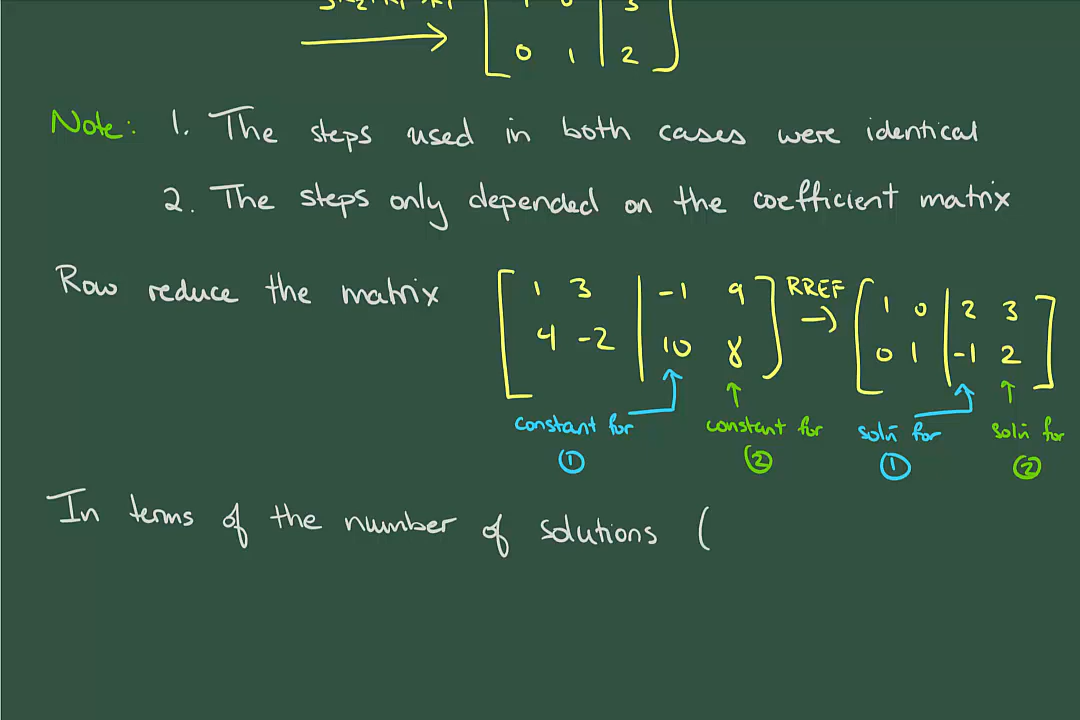 0 1 | 2
Note: 1. The steps used in both cases were identical
2. The steps only depended on the coefficient matrix
Row reduce the matrix [ 1 3 | -1 9 ] RREF → [ 1 0 | 2 3 ]
[ 4 -2 | 10 8 ] [ 0 1 | -1 2 ]
constant for ① constant for ② soln for ① soln for ②
In terms of the number of solutions (